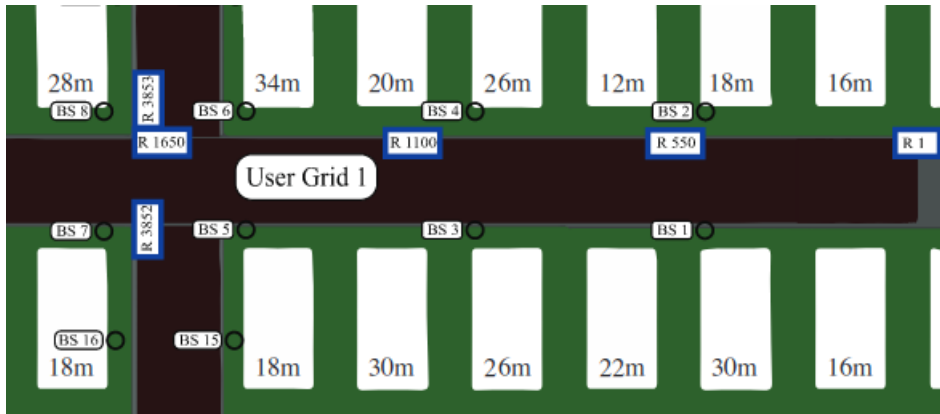 28m
34m
20m
26m
12m
18m
16m
R 3853
BS 8
BS 6
BS 4
BS 2
R 1650
R 1100
R 550
R 1
User Grid 1
R 3852
BS 7
BS 5
BS 3
BS 1
BS 16
BS 15
18m
18m
30m
26m
22m
30m
16m